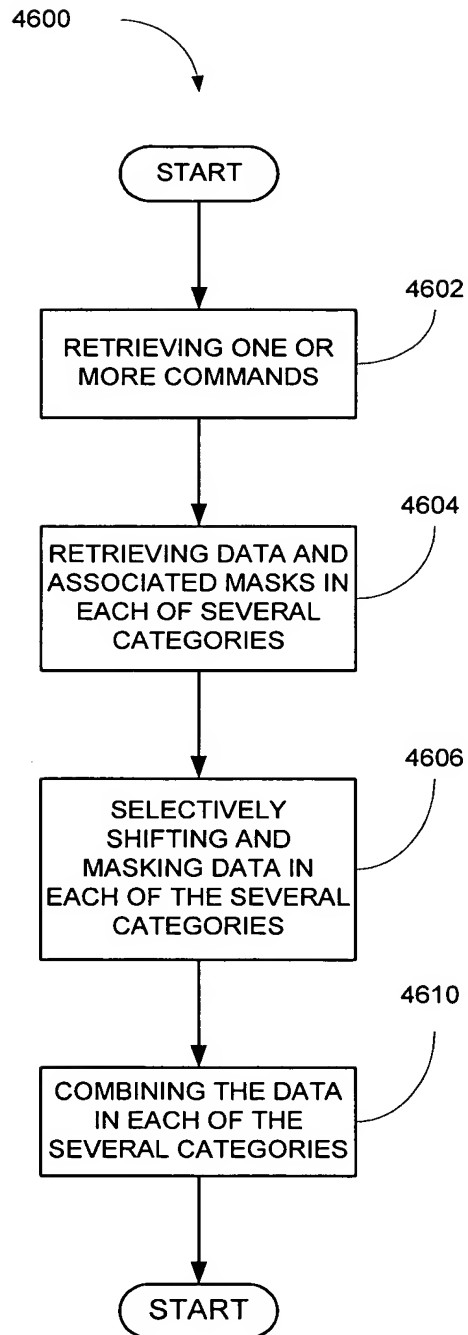 4600
START
4602
RETRIEVING ONE OR
MORE COMMANDS
4604
RETRIEVING DATA AND
ASSOCIATED MASKS IN
EACH OF SEVERAL
CATEGORIES
4606
SELECTIVELY
SHIFTING AND
MASKING DATA IN
EACH OF THE SEVERAL
CATEGORIES
4610
COMBINING THE DATA
IN EACH OF THE
SEVERAL CATEGORIES
START